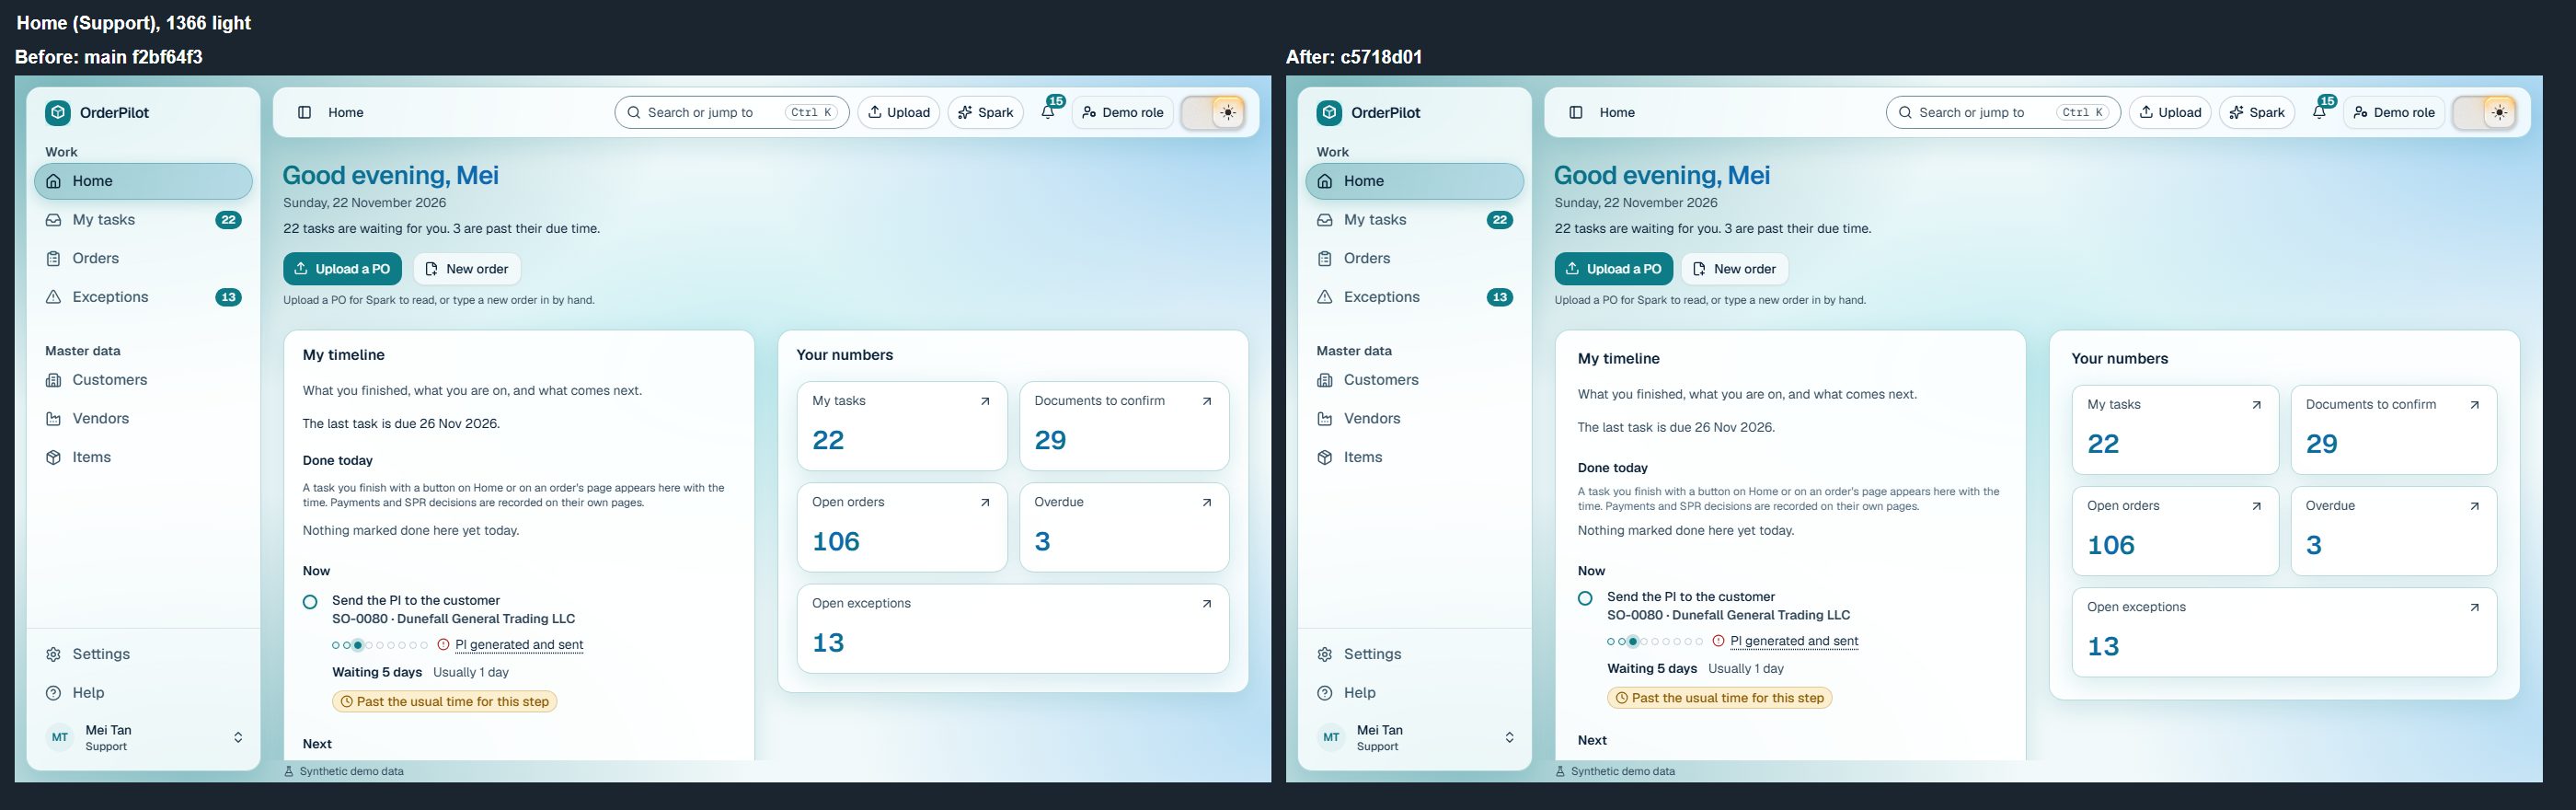 Home (Support), 1366 light
Before: main f2bf64f3
OrderPilot
Work
Home
My tasks 22
Orders
Exceptions 13
Master data
Customers
Vendors
Items
Settings
Help
MT Mei Tan
Support
Home
Search or jump to Ctrl K
Upload
Spark
15
Demo role
Good evening, Mei
Sunday, 22 November 2026
22 tasks are waiting for you. 3 are past their due time.
Upload a PO
New order
Upload a PO for Spark to read, or type a new order in by hand.
My timeline
What you finished, what you are on, and what comes next.
The last task is due 26 Nov 2026.
Done today
A task you finish with a button on Home or on an order's page appears here with the
time. Payments and SPR decisions are recorded on their own pages.
Nothing marked done here yet today.
Now
Send the PI to the customer
SO-0080 · Dunefall General Trading LLC
PI generated and sent
Waiting 5 days Usually 1 day
Past the usual time for this step
Next
Your numbers
My tasks
22
Documents to confirm
29
Open orders
106
Overdue
3
Open exceptions
13
Synthetic demo data
After: c5718d01
OrderPilot
Work
Home
My tasks 22
Orders
Exceptions 13
Master data
Customers
Vendors
Items
Settings
Help
MT Mei Tan
Support
Home
Search or jump to Ctrl K
Upload
Spark
15
Demo role
Good evening, Mei
Sunday, 22 November 2026
22 tasks are waiting for you. 3 are past their due time.
Upload a PO
New order
Upload a PO for Spark to read, or type a new order in by hand.
My timeline
What you finished, what you are on, and what comes next.
The last task is due 26 Nov 2026.
Done today
A task you finish with a button on Home or on an order's page appears here with the
time. Payments and SPR decisions are recorded on their own pages.
Nothing marked done here yet today.
Now
Send the PI to the customer
SO-0080 · Dunefall General Trading LLC
PI generated and sent
Waiting 5 days Usually 1 day
Past the usual time for this step
Next
Your numbers
My tasks
22
Documents to confirm
29
Open orders
106
Overdue
3
Open exceptions
13
Synthetic demo data